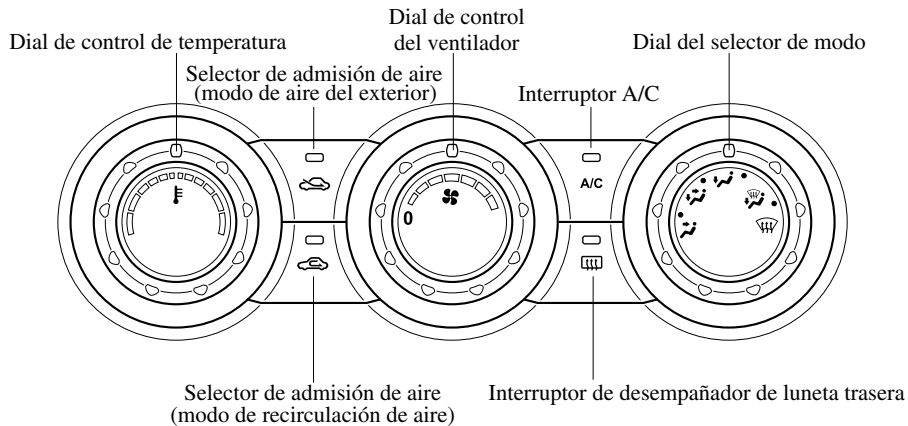 Dial de control
del ventilador
Dial de control de temperatura
Dial del selector de modo
Selector de admisión de aire
(modo de aire del exterior)
Interruptor A/C
A/C
0
Selector de admisión de aire
(modo de recirculación de aire)
Interruptor de desempañador de luneta trasera